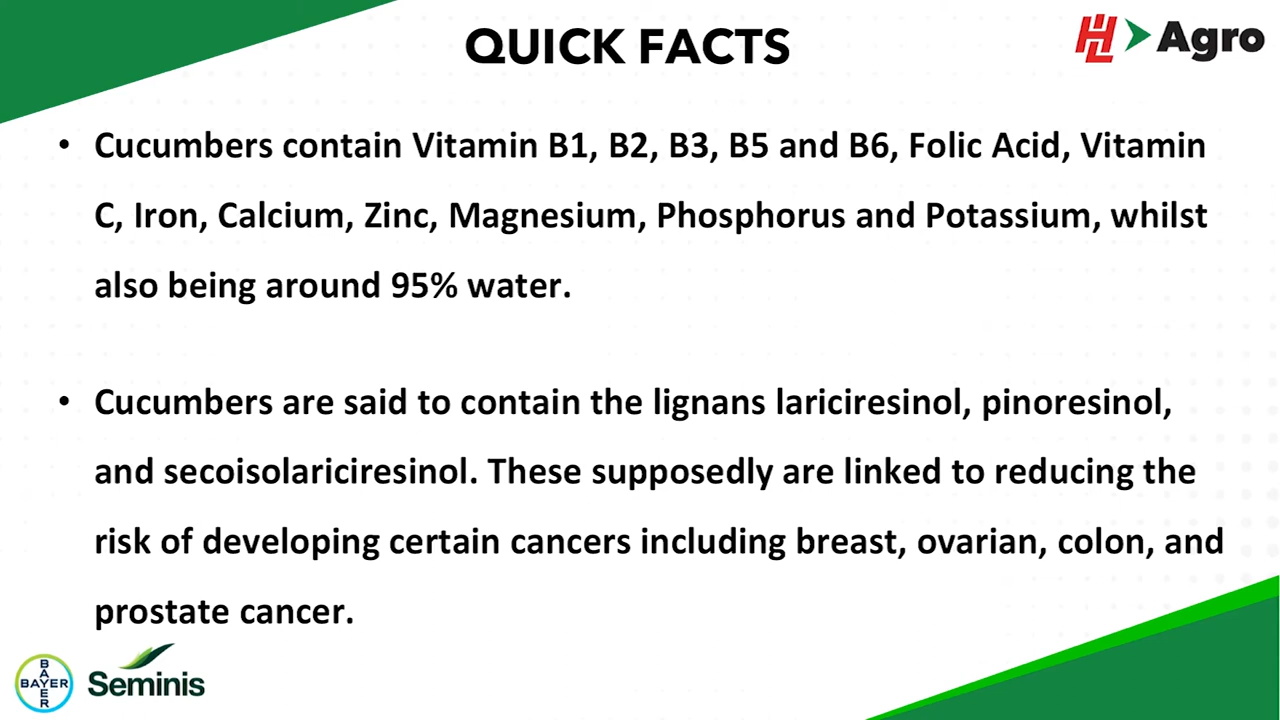 QUICK FACTS
HL Agro
• Cucumbers contain Vitamin B1, B2, B3, B5 and B6, Folic Acid, Vitamin
C, Iron, Calcium, Zinc, Magnesium, Phosphorus and Potassium, whilst
also being around 95% water.
• Cucumbers are said to contain the lignans lariciresinol, pinoresinol,
and secoisolariciresinol. These supposedly are linked to reducing the
risk of developing certain cancers including breast, ovarian, colon, and
prostate cancer.
BAYER
BAYER
Seminis